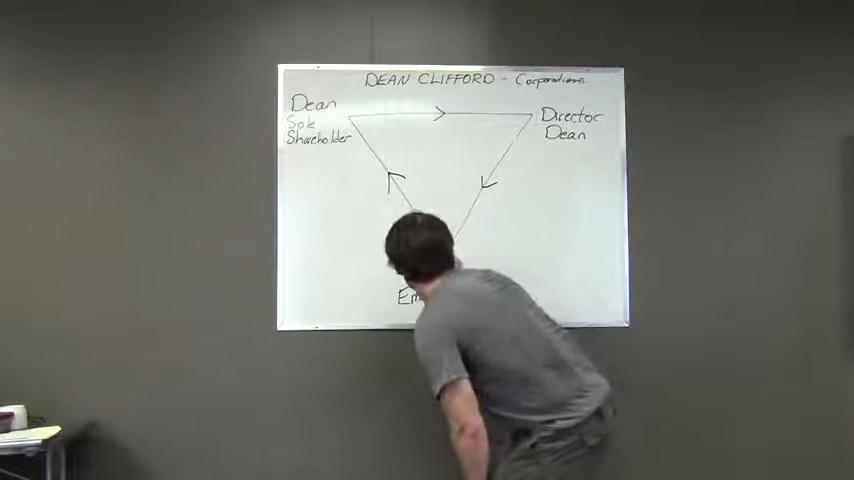 DEAN CLIFFORD - Corporations
Dean
Sole
Shareholder
Director
Dean